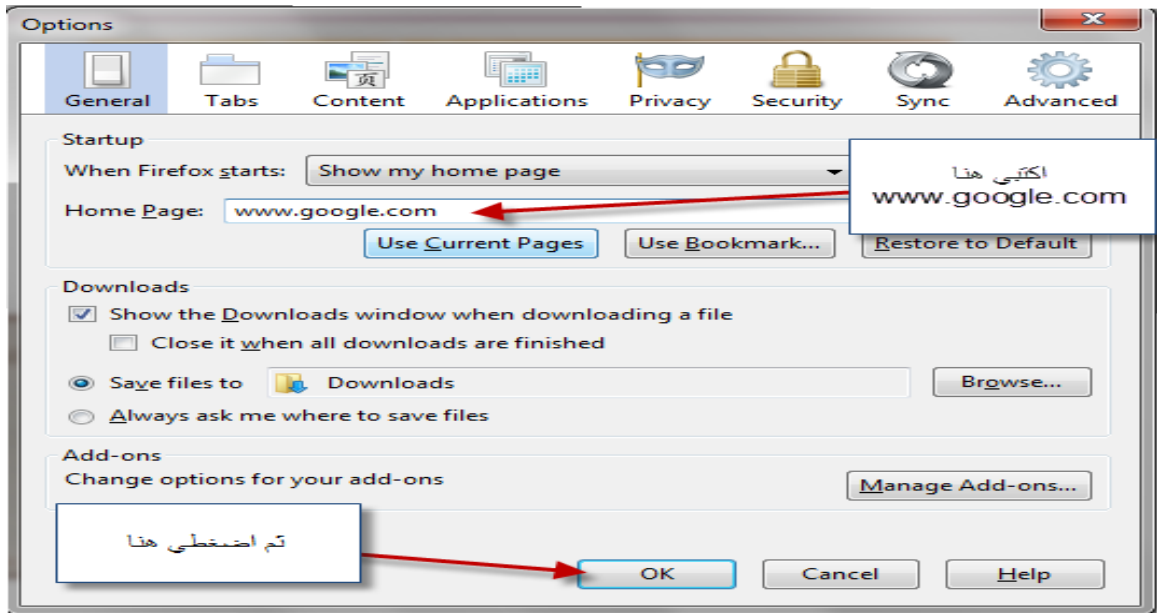 Options
General Tabs Content Applications Privacy Security Sync Advanced
Startup
When Firefox starts: Show my home page
اكتبي هنا
www.google.com
Home Page: www.google.com
Use Current Pages Use Bookmark... Restore to Default
Downloads
Show the Downloads window when downloading a file
Close it when all downloads are finished
Save files to Downloads Browse...
Always ask me where to save files
Add-ons
Change options for your add-ons
Manage Add-ons...
ثم اضغطي هنا
OK Cancel Help